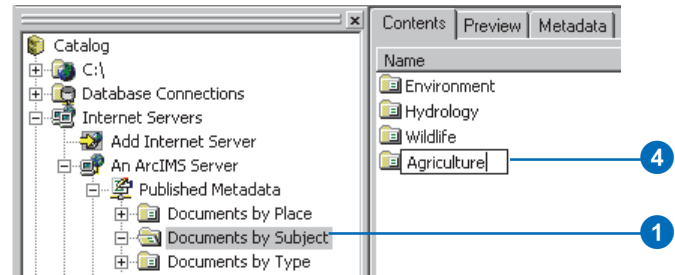 Catalog
C:\
Database Connections
Internet Servers
Add Internet Server
An ArcIMS Server
Published Metadata
Documents by Place
Documents by Subject
Documents by Type
Contents Preview Metadata
Name
Environment
Hydrology
Wildlife
Agriculture
4
1